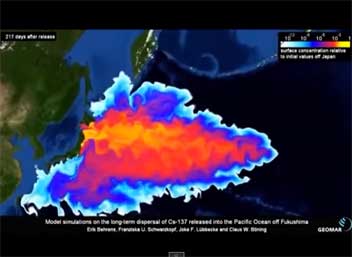 217 days after release
surface concentration relative
to initial values off Japan
Model simulations on the long-term dispersal of Cs-137 released into the Pacific Ocean off Fukushima
Erik Behrens, Franziska U. Schwarzkopf, Joke F. Lübbecke and Claus W. Böning
GEOMAR